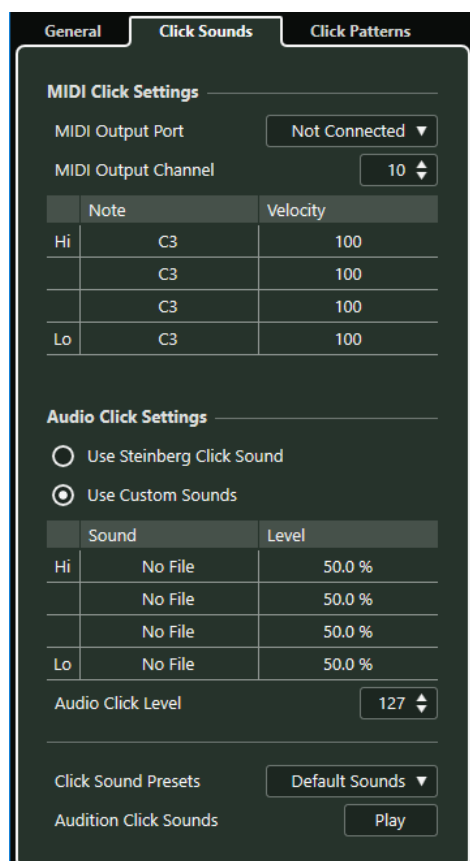 General Click Sounds Click Patterns
MIDI Click Settings
MIDI Output Port Not Connected
MIDI Output Channel 10
Note Velocity
Hi C3 100
C3 100
C3 100
Lo C3 100
Audio Click Settings
Use Steinberg Click Sound
Use Custom Sounds
Sound Level
Hi No File 50.0 %
No File 50.0 %
No File 50.0 %
Lo No File 50.0 %
Audio Click Level 127
Click Sound Presets Default Sounds
Audition Click Sounds Play